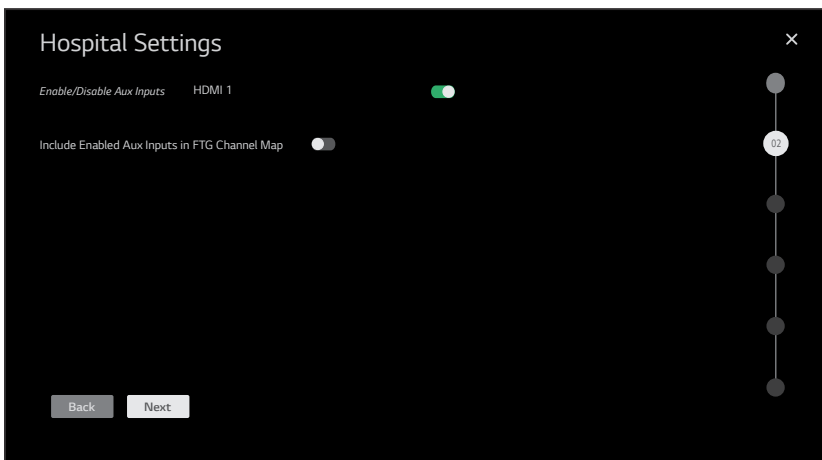 Hospital Settings
×
Enable/Disable Aux Inputs HDMI 1
Include Enabled Aux Inputs in FTG Channel Map
02
Back Next